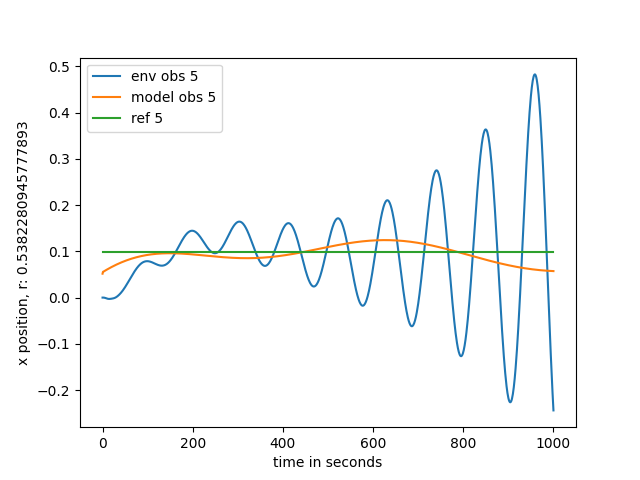 env obs 5
model obs 5
ref 5
0.5
0.4
0.3
0.2
0.1
0.0
−0.1
−0.2
x position, r: 0.5382280945777893
0
200
400
600
800
1000
time in seconds